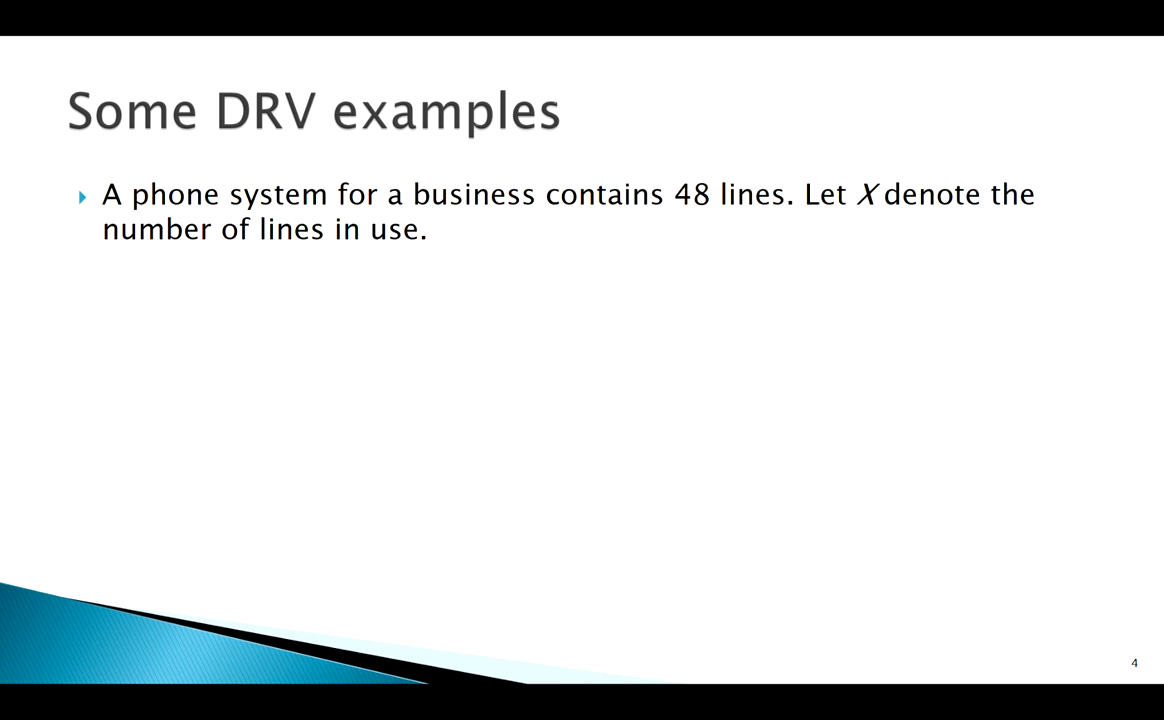 Some DRV examples
A phone system for a business contains 48 lines. Let X denote the
number of lines in use.
4